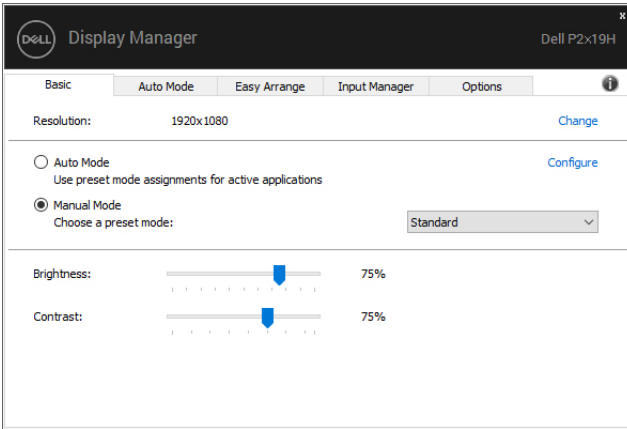 x
DELL Display Manager Dell P2x19H
Basic Auto Mode Easy Arrange Input Manager Options i
Resolution: 1920x1080 Change
Auto Mode Configure
Use preset mode assignments for active applications
Manual Mode
Choose a preset mode: Standard
Brightness: 75%
Contrast: 75%